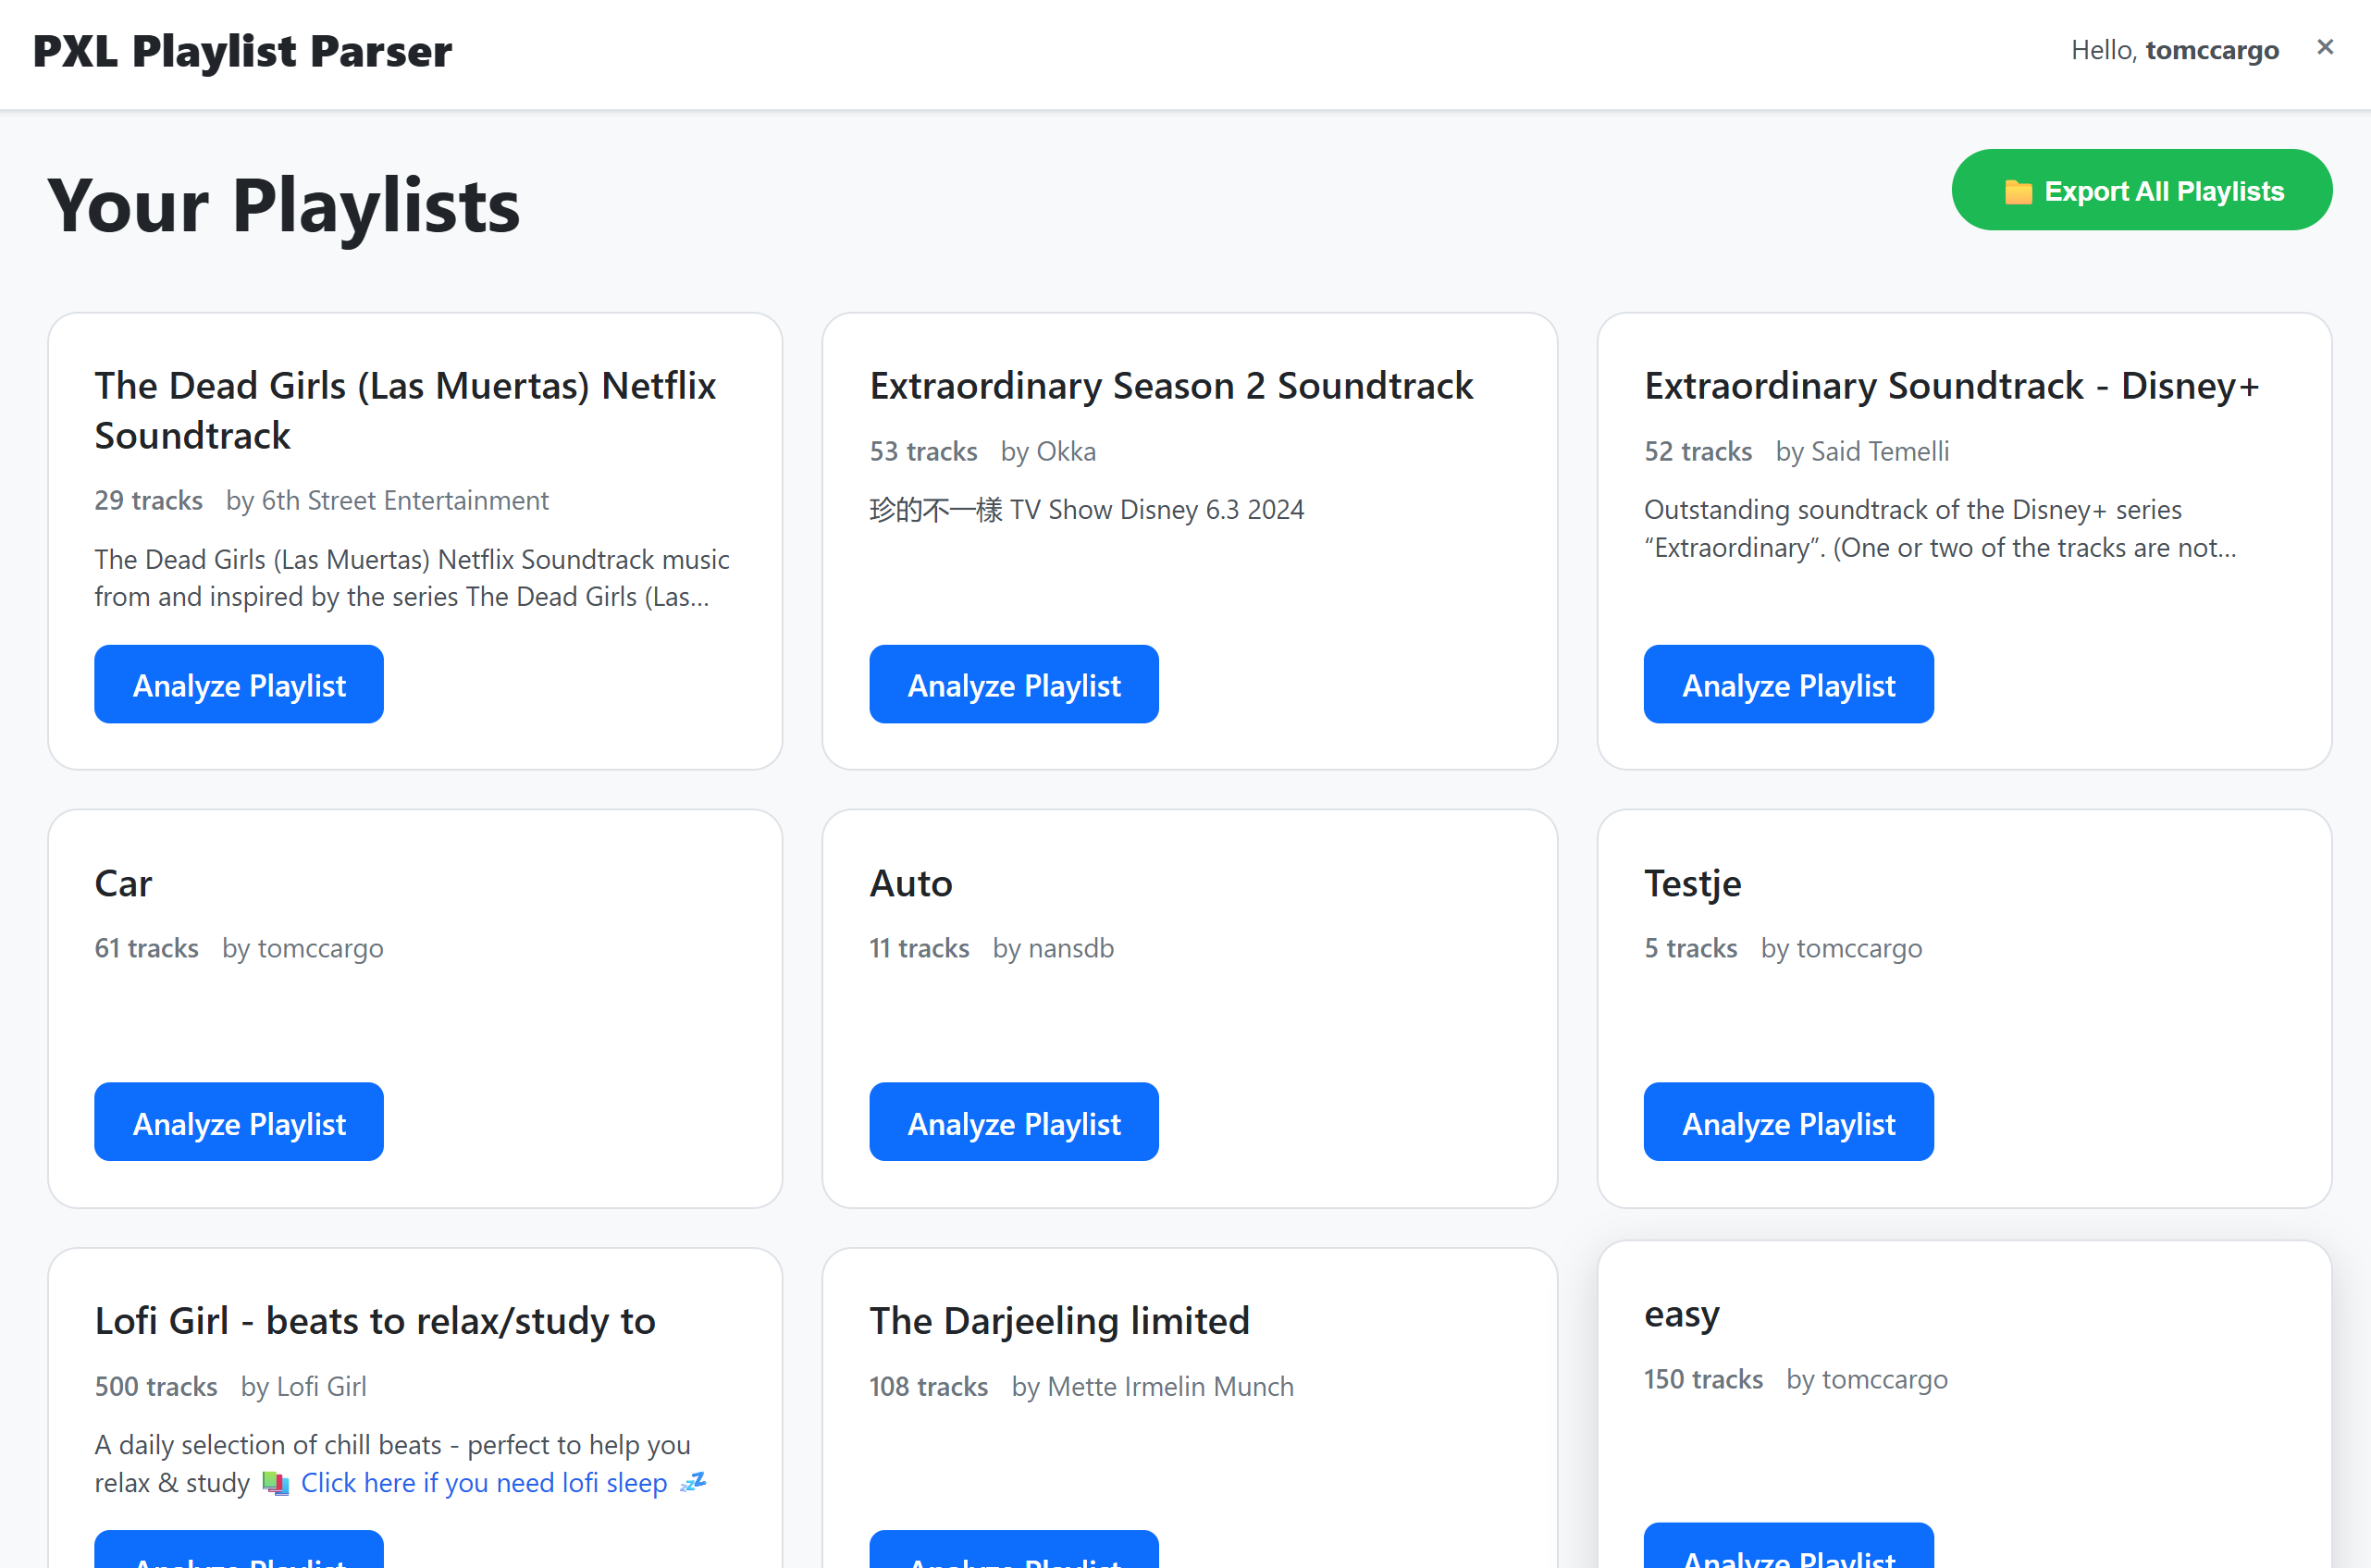 PXL Playlist Parser
Hello, tomccargo ✕
Your Playlists
📁 Export All Playlists
The Dead Girls (Las Muertas) Netflix
Soundtrack
29 tracks by 6th Street Entertainment
The Dead Girls (Las Muertas) Netflix Soundtrack music
from and inspired by the series The Dead Girls (Las...
Analyze Playlist
Extraordinary Season 2 Soundtrack
53 tracks by Okka
珍的不一樣 TV Show Disney 6.3 2024
Analyze Playlist
Extraordinary Soundtrack - Disney+
52 tracks by Said Temelli
Outstanding soundtrack of the Disney+ series
“Extraordinary”. (One or two of the tracks are not...
Analyze Playlist
Car
61 tracks by tomccargo
Analyze Playlist
Auto
11 tracks by nansdb
Analyze Playlist
Testje
5 tracks by tomccargo
Analyze Playlist
Lofi Girl - beats to relax/study to
500 tracks by Lofi Girl
A daily selection of chill beats - perfect to help you
relax & study 📚 Click here if you need lofi sleep 💤
Analyze Playlist
The Darjeeling limited
108 tracks by Mette Irmelin Munch
Analyze Playlist
easy
150 tracks by tomccargo
Analyze Playlist